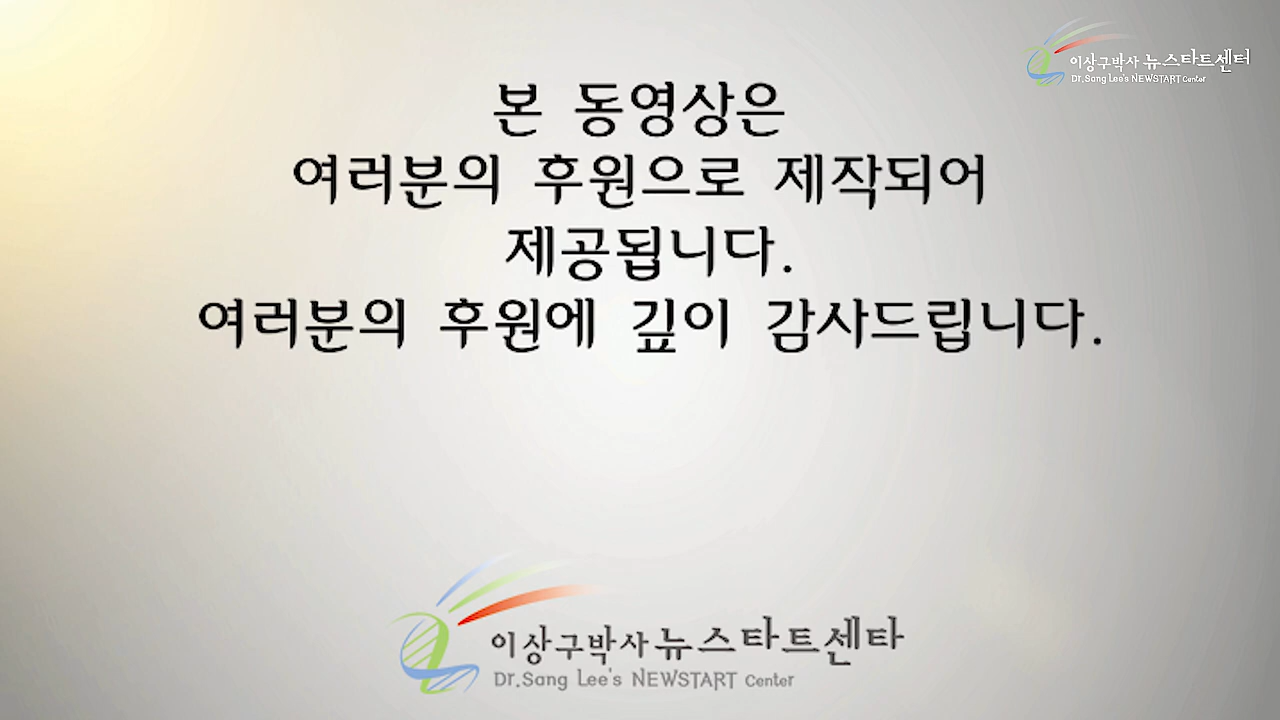 이상구박사 뉴스타트센터
Dr.Sang Lee's NEWSTART Center
본 동영상은
여러분의 후원으로 제작되어
제공됩니다.
여러분의 후원에 깊이 감사드립니다.
이상구박사 뉴스타트센타
Dr.Sang Lee's NEWSTART Center